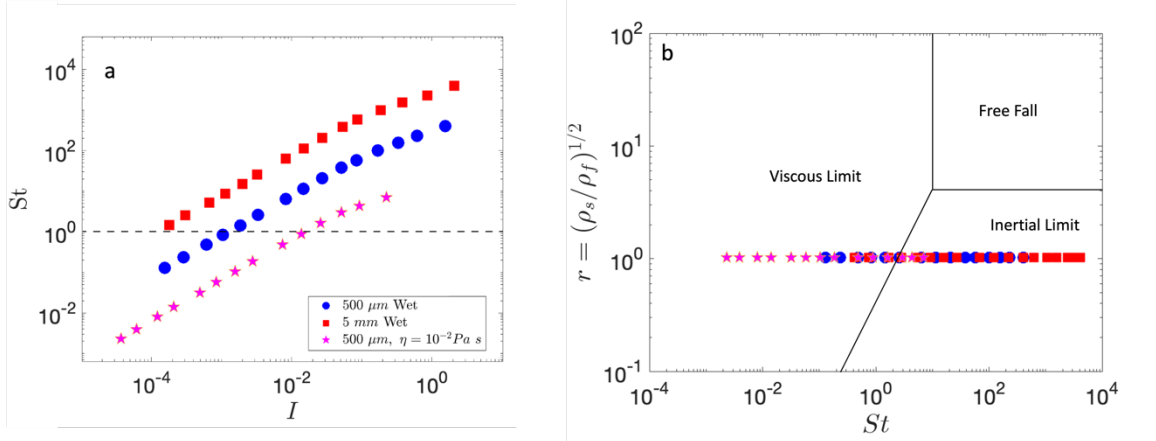 a
St
10^4
10^2
10^0
10^{-2}
500 μm Wet
5 mm Wet
500 μm, η = 10^{-2}Pa s
10^{-4} 10^{-2} 10^0
I
b
r = (ρ_s/ρ_f)^{1/2}
10^2
10^1
10^0
10^{-1}
Free Fall
Viscous Limit
Inertial Limit
10^{-4} 10^{-2} 10^0 10^2 10^4
St